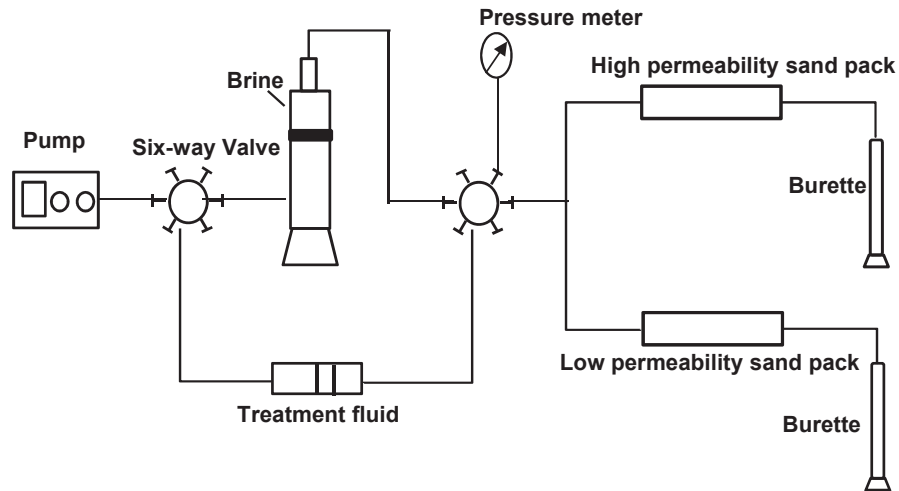 Pressure meter
High permeability sand pack
Brine
Pump
Six-way Valve
Burette
Low permeability sand pack
Treatment fluid
Burette